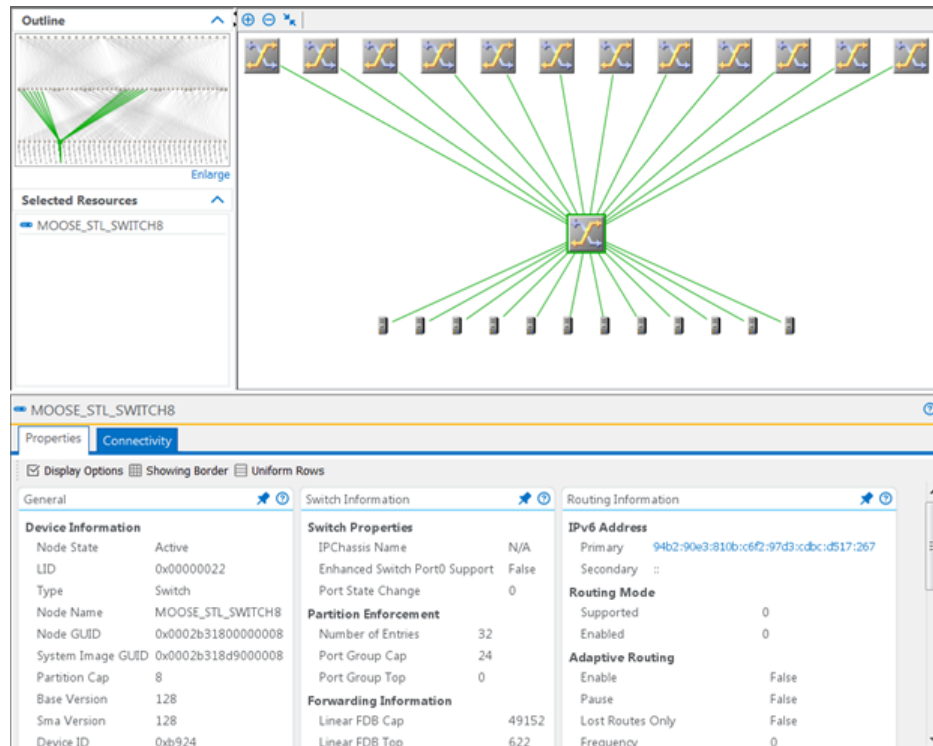 Outline
Enlarge
Selected Resources
MOOSE_STL_SWITCH8
MOOSE_STL_SWITCH8
Properties Connectivity
Display Options Showing Border Uniform Rows
General
Device Information
Node State Active
LID 0x00000022
Type Switch
Node Name MOOSE_STL_SWITCH8
Node GUID 0x0002b31800000008
System Image GUID 0x0002b318d9000008
Partition Cap 8
Base Version 128
Sma Version 128
Device ID 0xb924
Switch Information
Switch Properties
IPChassis Name N/A
Enhanced Switch Port0 Support False
Port State Change 0
Partition Enforcement
Number of Entries 32
Port Group Cap 24
Port Group Top 0
Forwarding Information
Linear FDB Cap 49152
Linear FDB Top 622
Routing Information
IPv6 Address
Primary 94b2:90e3:810b:c6f2:97d3:cdbc:d517:267
Secondary ::
Routing Mode
Supported 0
Enabled 0
Adaptive Routing
Enable False
Pause False
Lost Routes Only False
Frequency 0